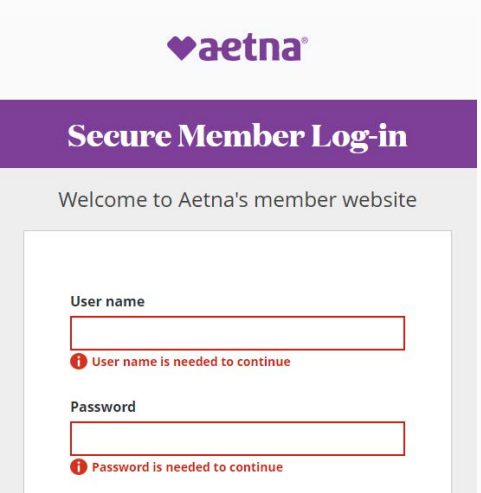 aetna®
Secure Member Log-in
Welcome to Aetna's member website
User name
User name is needed to continue
Password
Password is needed to continue